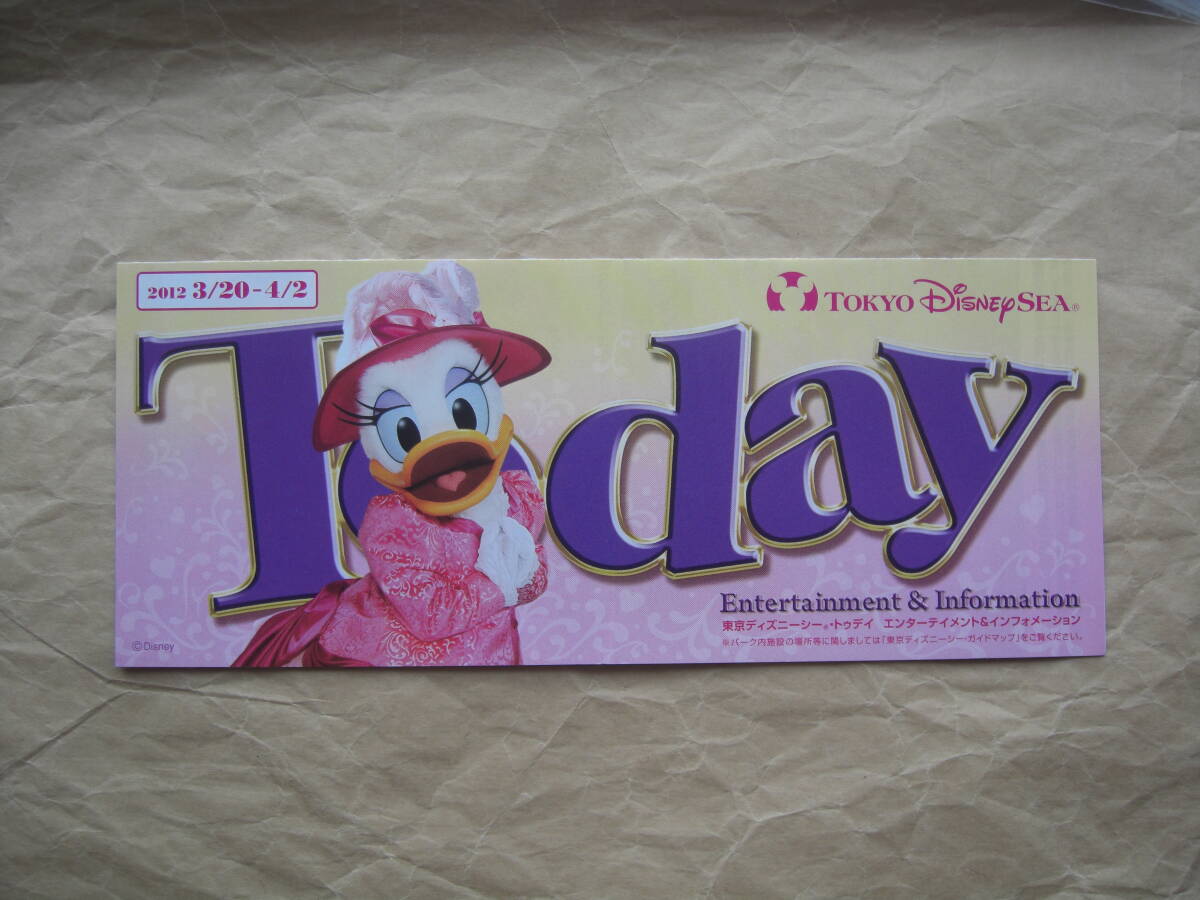 2012 3/20-4/2
TOKYO DISNEYSEA®
Today
Entertainment & Information
東京ディズニーシー®・トゥデイ エンターテイメント&インフォメーション
※パーク内施設の場所等に関しましては「東京ディズニーシー・ガイドマップ」をご覧ください。
©Disney